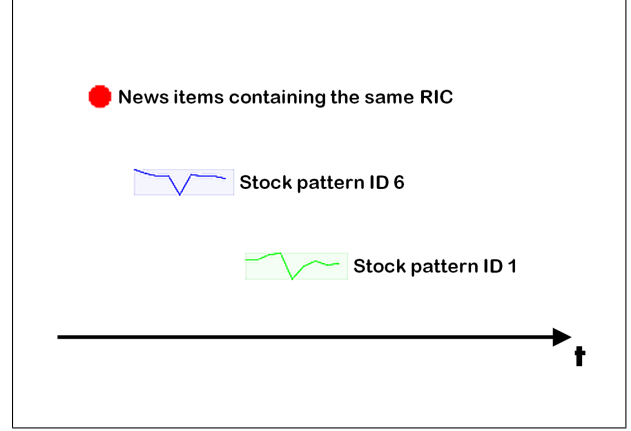 News items containing the same RIC
Stock pattern ID 6
Stock pattern ID 1
t